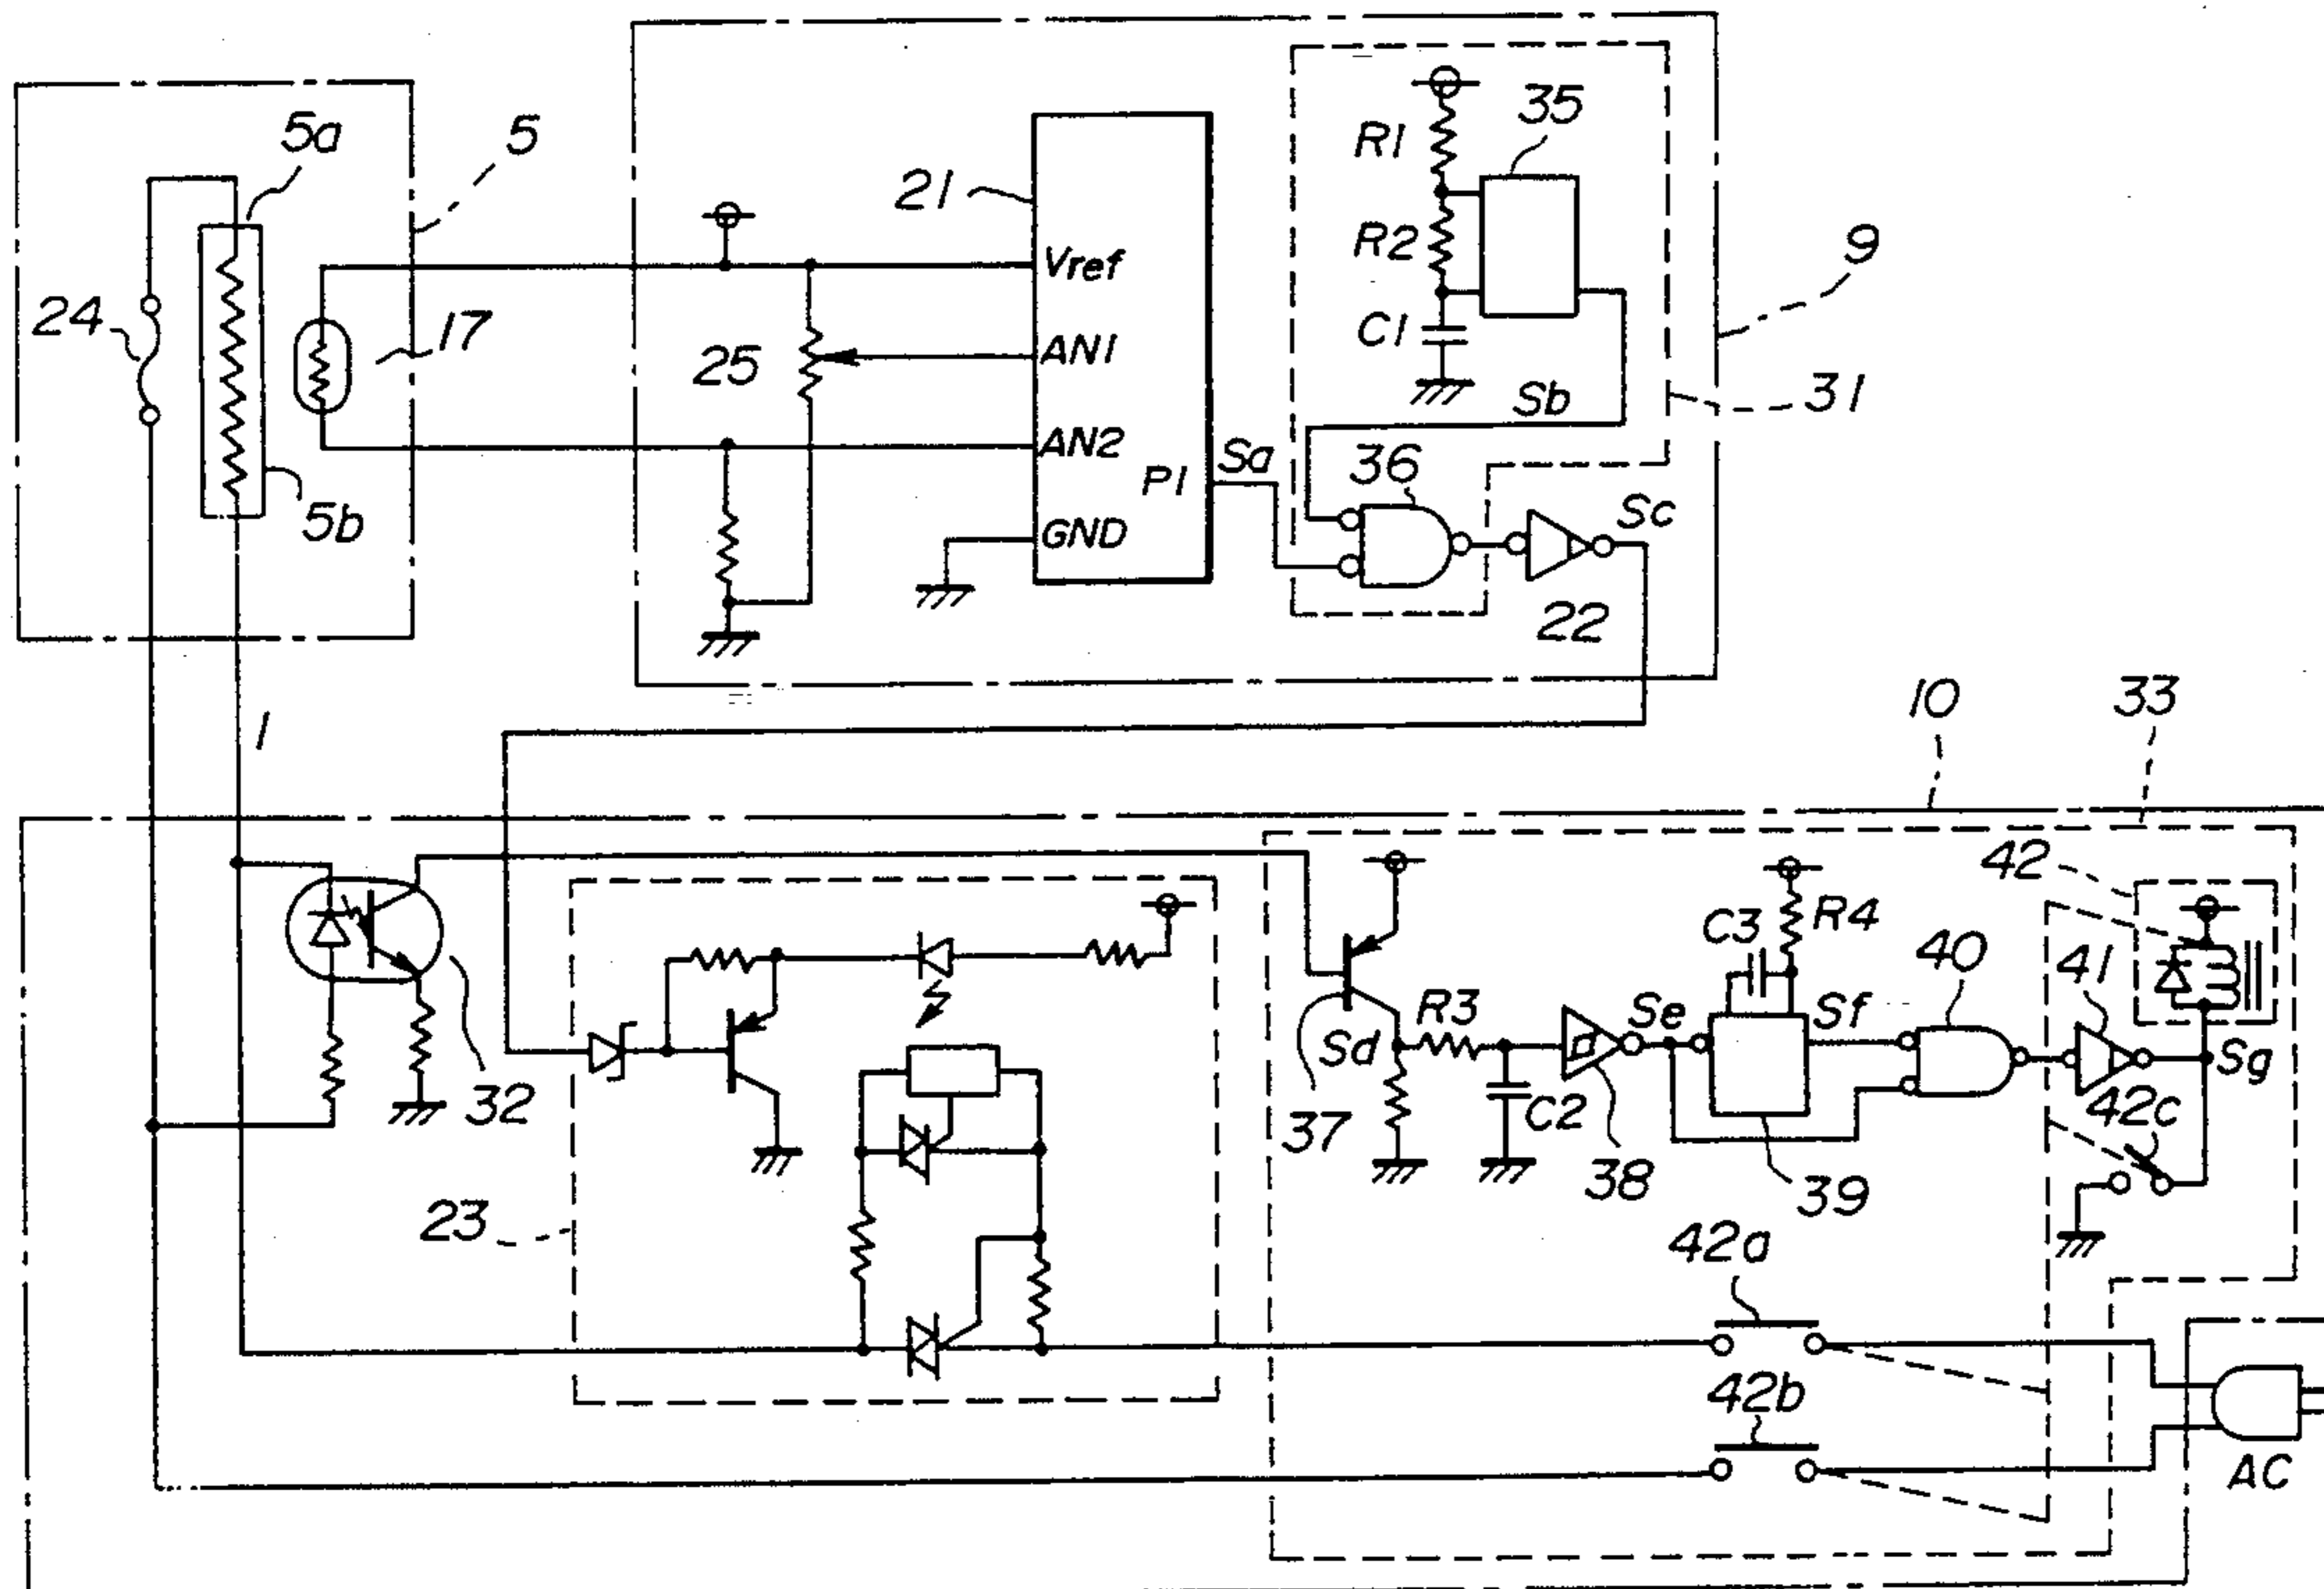 5a
5
35
R1
21
R2
9
Vref
24
17
C1
25
AN1
Sb
31
AN2
Sa
36
P1
5b
Sc
GND
22
1
10
33
42
C3
R4
40
41
R3
Se
Sf
Sd
Sg
32
37
C2
42c
38
39
23
42a
42b
AC